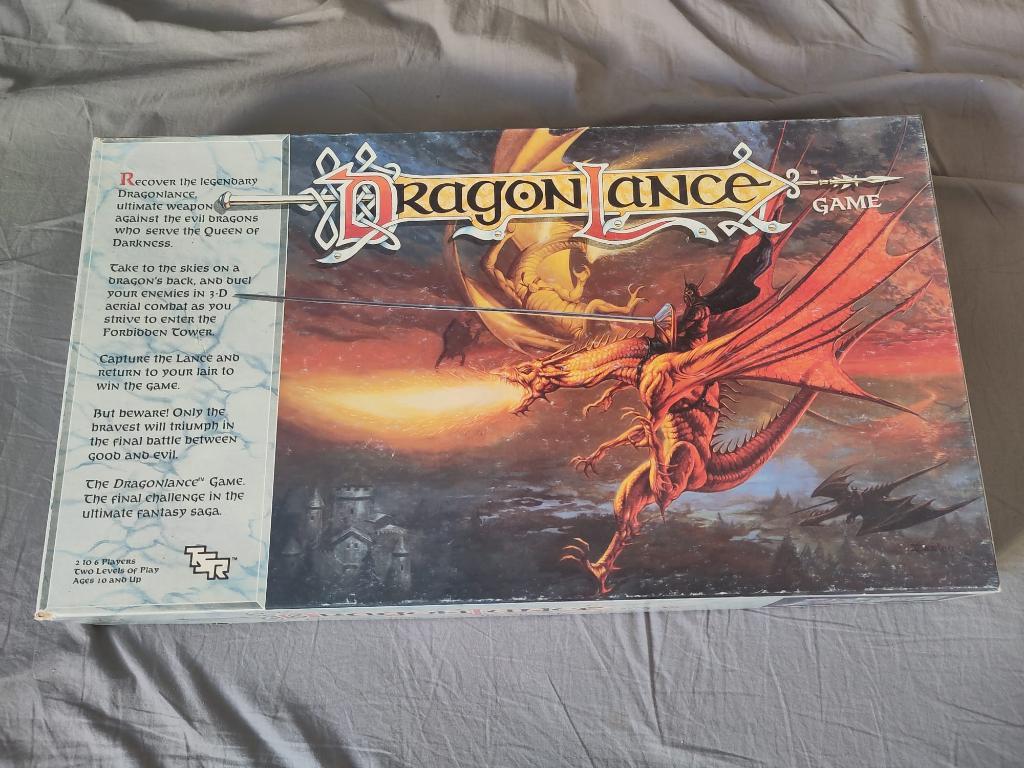 DRAGONLANCE™
GAME
Recover the legendary
Dragonlance,
ultimate weapon
against the evil dragons
who serve the Queen of
Darkness.
Take to the skies on a
dragon's back, and duel
your enemies in 3-D
aerial combat as you
strive to enter the
Forbidden Tower.
Capture the Lance and
return to your lair to
win the game.
But beware! Only the
bravest will triumph in
the final battle between
good and evil.
The Dragonlance™ Game.
The final challenge in the
ultimate fantasy saga.
2 to 6 Players
Two Levels of Play
Ages 10 and Up
TSR™